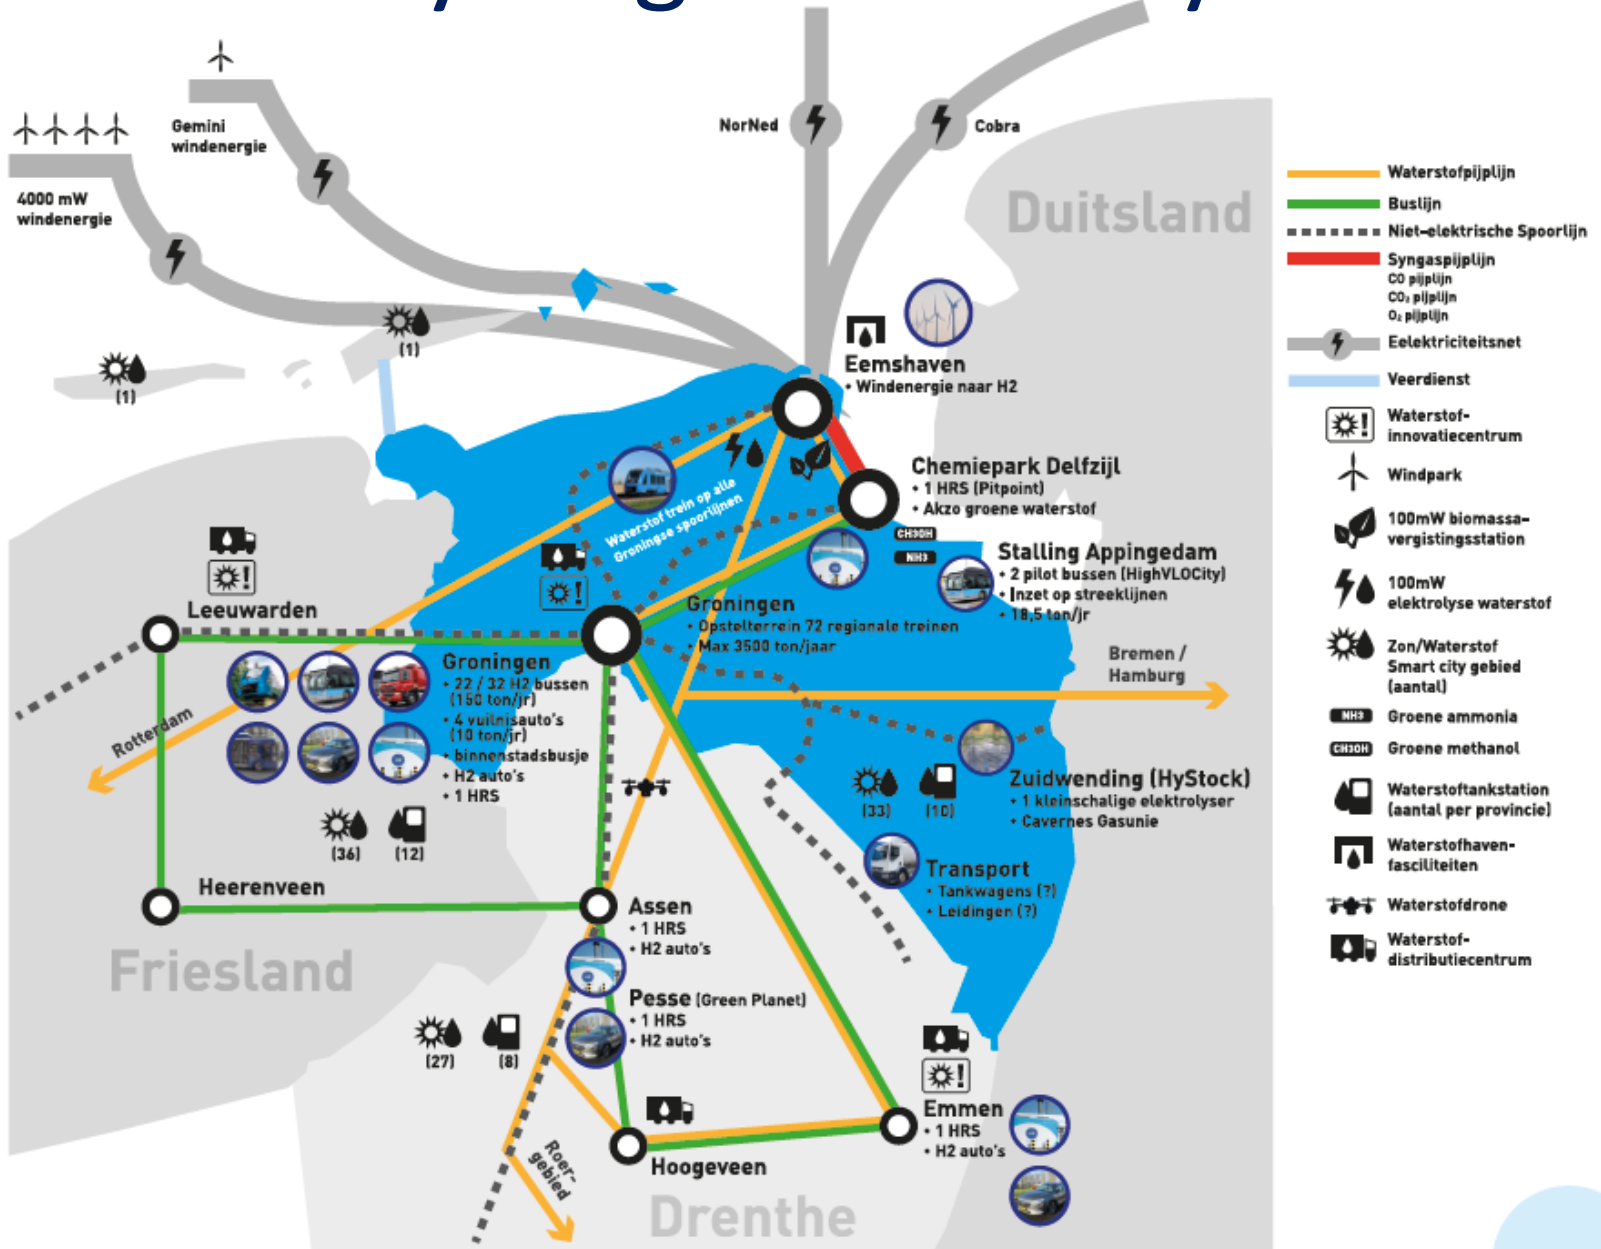 Gemini
windenergie
4000 mW
windenergie
NorNed
Cobra
Duitsland
(1)
(1)
Eemshaven
• Windenergie naar H2
Chemiepark Delfzijl
• 1 HRS (Pitpoint)
• Akzo groene waterstof
CH3OH
NH3
Stalling Appingedam
• 2 pilot bussen (HighVLOCity)
• Inzet op streeklijnen
• 18,5 ton/jr
Waterstof trein op alle
Groningse spoorlijnen
Leeuwarden
Groningen
• Opstelterrein 72 regionale treinen
• Max 3500 ton/jaar
Bremen /
Hamburg
Groningen
• 22 / 32 H2 bussen
(150 ton/jr)
• 4 vuilnisauto's
(10 ton/jr)
• binnenstadsbusje
• H2 auto's
• 1 HRS
Rotterdam
(36)
(12)
(33)
(10)
Zuidwending (HyStock)
• 1 kleinschalige elektrolyser
• Cavernes Gasunie
Transport
• Tankwagens (?)
• Leidingen (?)
Heerenveen
Friesland
Assen
• 1 HRS
• H2 auto's
Pesse (Green Planet)
• 1 HRS
• H2 auto's
(27)
(8)
Emmen
• 1 HRS
• H2 auto's
Hoogeveen
Roer-
gebied
Drenthe
Waterstofpijplijn
Buslijn
Niet-elektrische Spoorlijn
Syngaspijplijn
CO pijplijn
CO₂ pijplijn
O₂ pijplijn
Eelektriciteitsnet
Veerdienst
Waterstof-
innovatiecentrum
Windpark
100mW biomassa-
vergistingsstation
100mW
elektrolyse waterstof
Zon/Waterstof
Smart city gebied
(aantal)
NH3 Groene ammonia
CH3OH Groene methanol
Waterstoftankstation
(aantal per provincie)
Waterstofhaven-
fasciliteiten
Waterstofdrone
Waterstof-
distributiecentrum